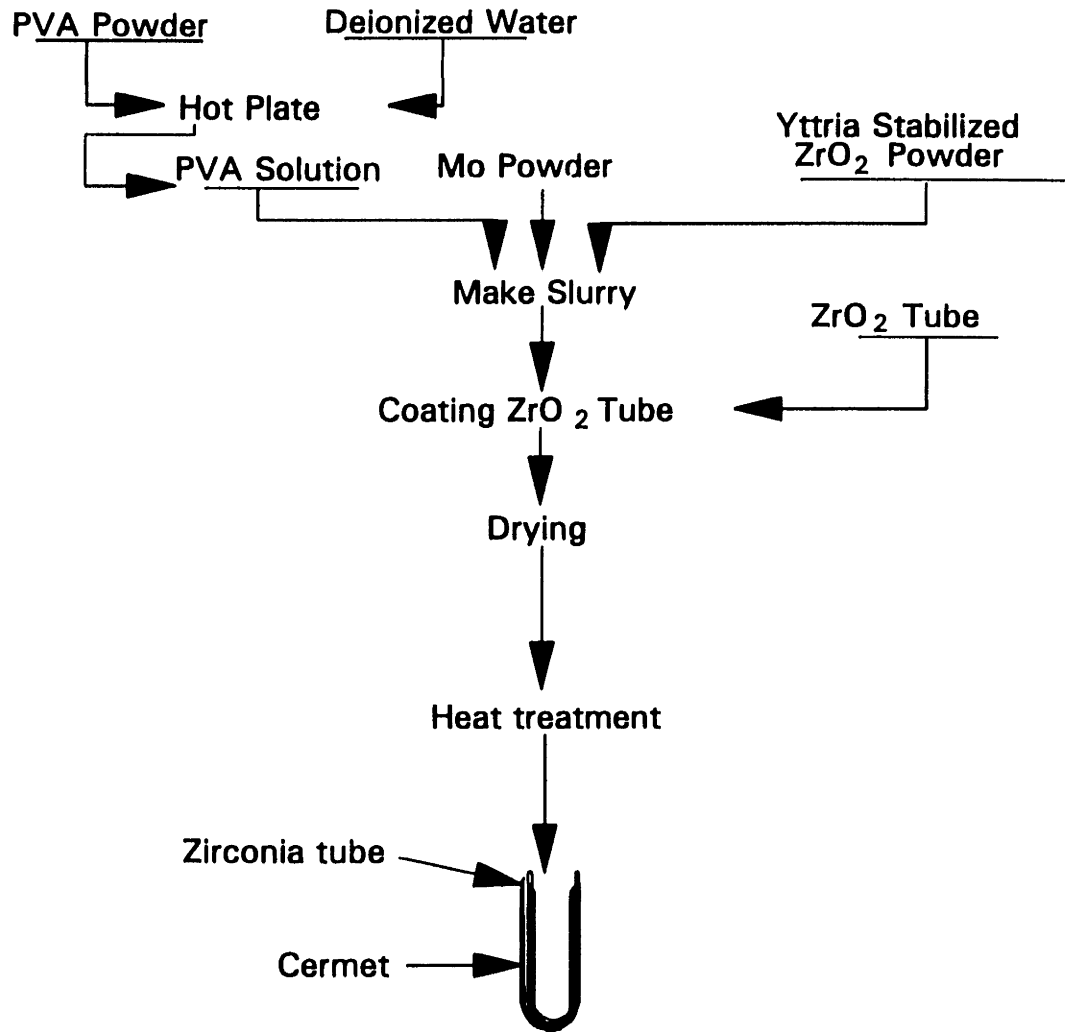 PVA Powder
Deionized Water
Hot Plate
Yttria Stabilized
ZrO2 Powder
PVA Solution
Mo Powder
Make Slurry
ZrO2 Tube
Coating ZrO2 Tube
Drying
Heat treatment
Zirconia tube
Cermet